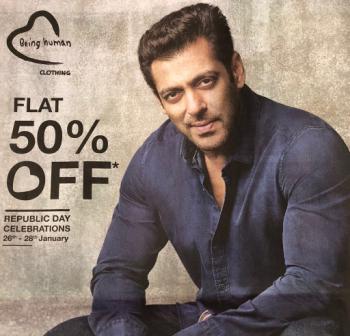 Being human
CLOTHING
FLAT
50%
OFF*
REPUBLIC DAY
CELEBRATIONS
26th - 28th January